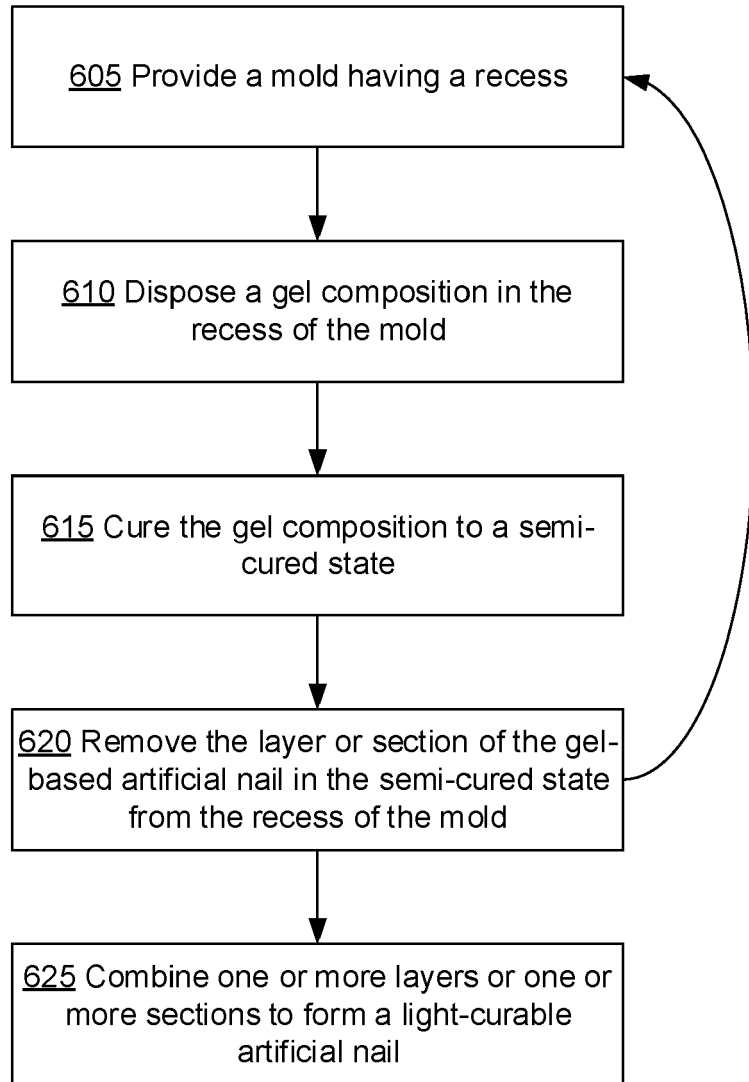 605 Provide a mold having a recess
610 Dispose a gel composition in the
recess of the mold
615 Cure the gel composition to a semi-
cured state
620 Remove the layer or section of the gel-
based artificial nail in the semi-cured state
from the recess of the mold
625 Combine one or more layers or one or
more sections to form a light-curable
artificial nail